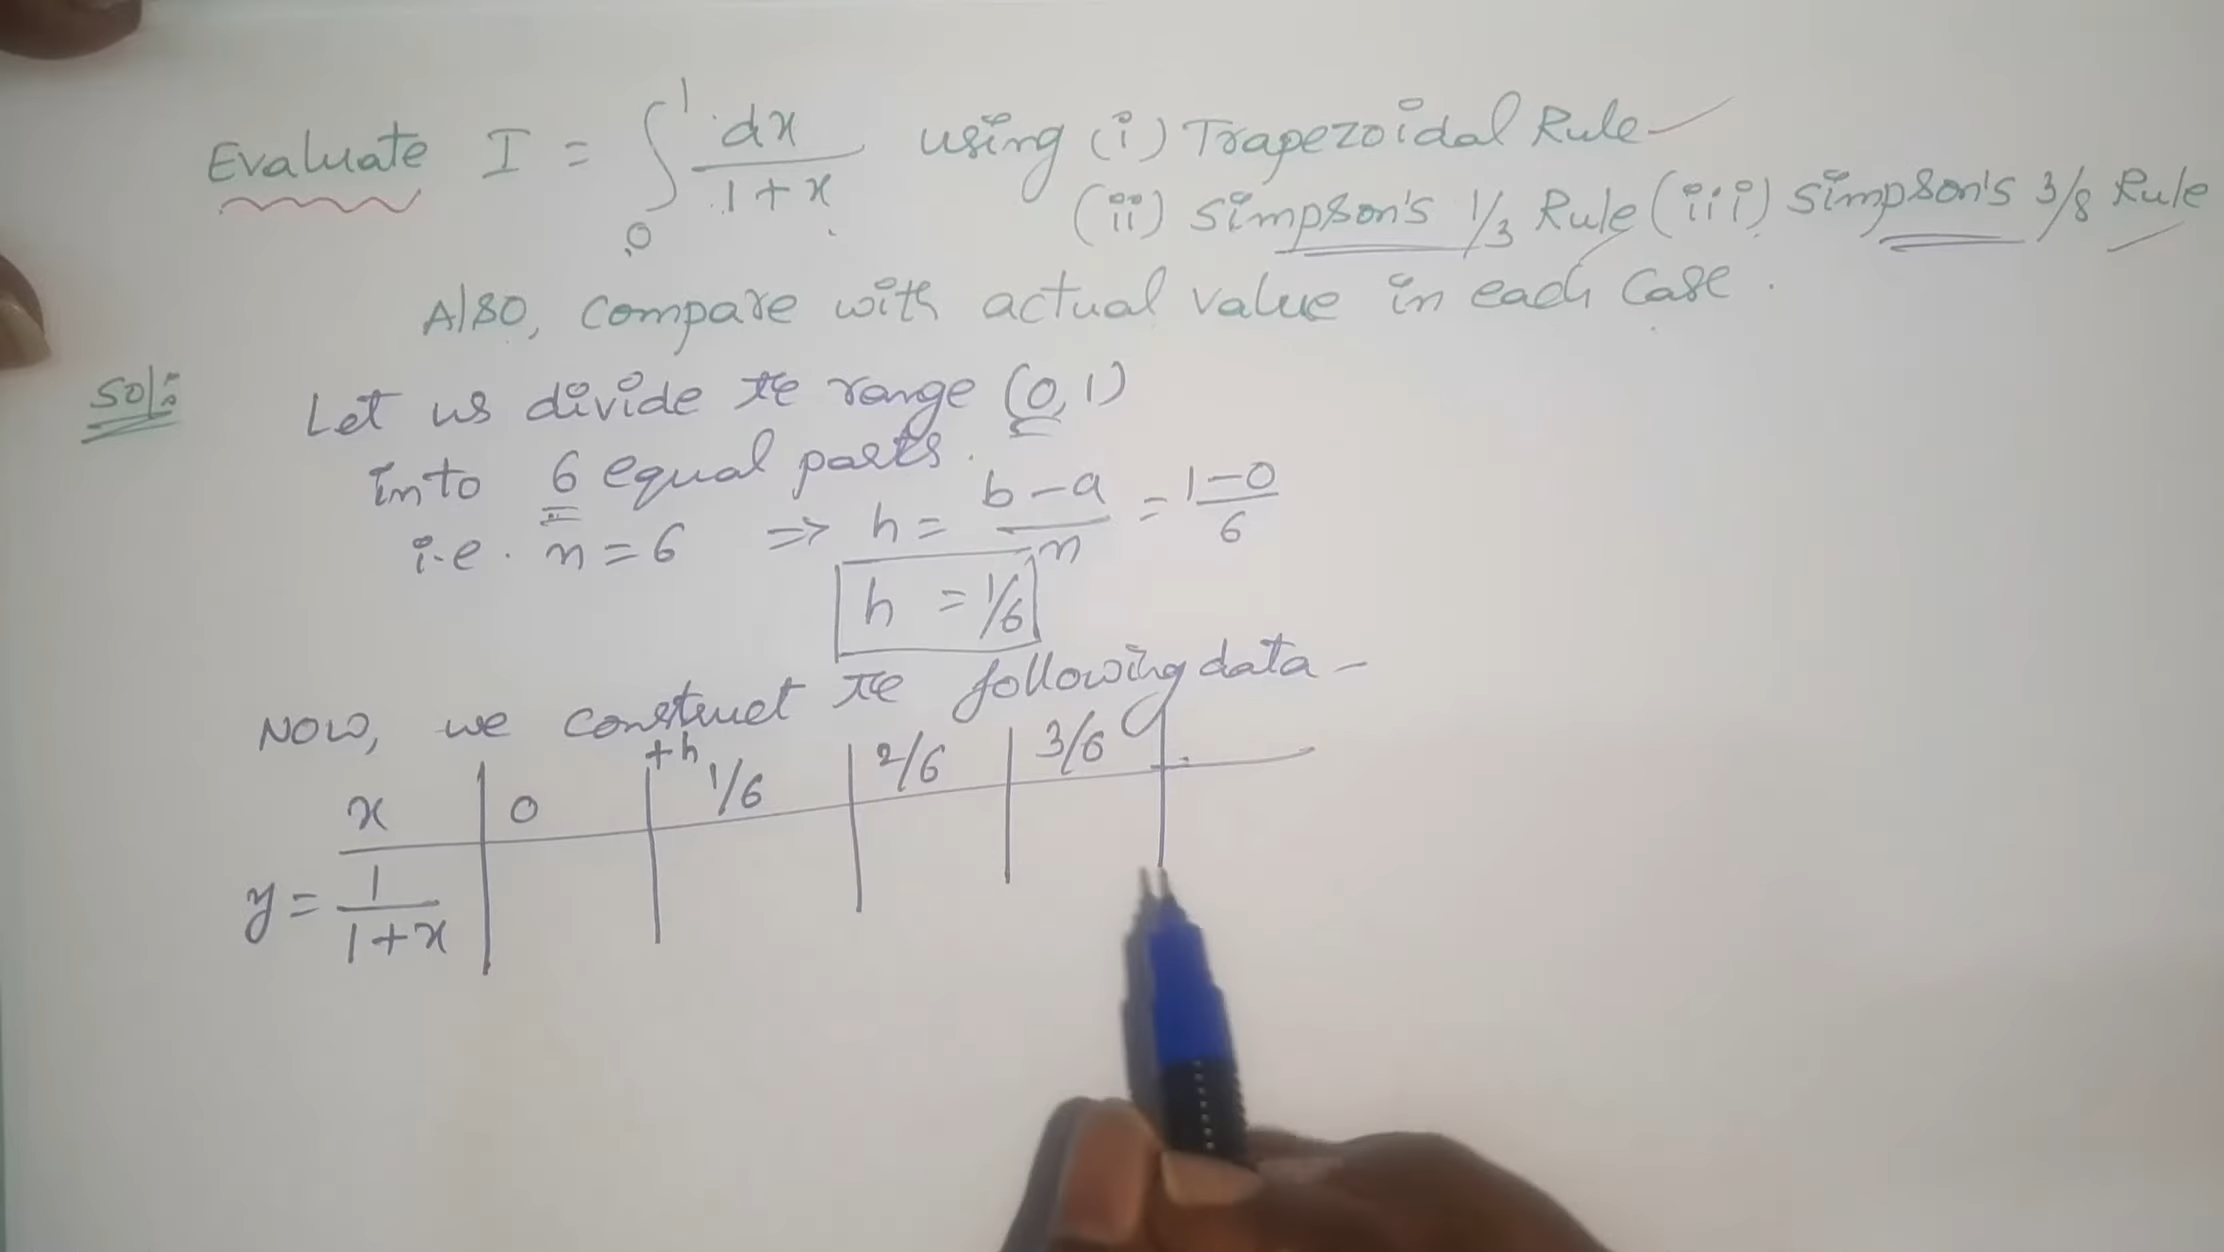 Evaluate I = ∫₀¹ dx/(1+x) using (i) Trapezoidal Rule
(ii) Simpson's 1/3 Rule (iii) Simpson's 3/8 Rule
Also, compare with actual value in each case.
Sol:
Let us divide the range (0,1)
into 6 equal parts.
i.e. n = 6 => h = (b-a)/n = (1-0)/6
h = 1/6
Now, we construct the following data -
+h
x | 0 | 1/6 | 2/6 | 3/6
y = 1/(1+x)